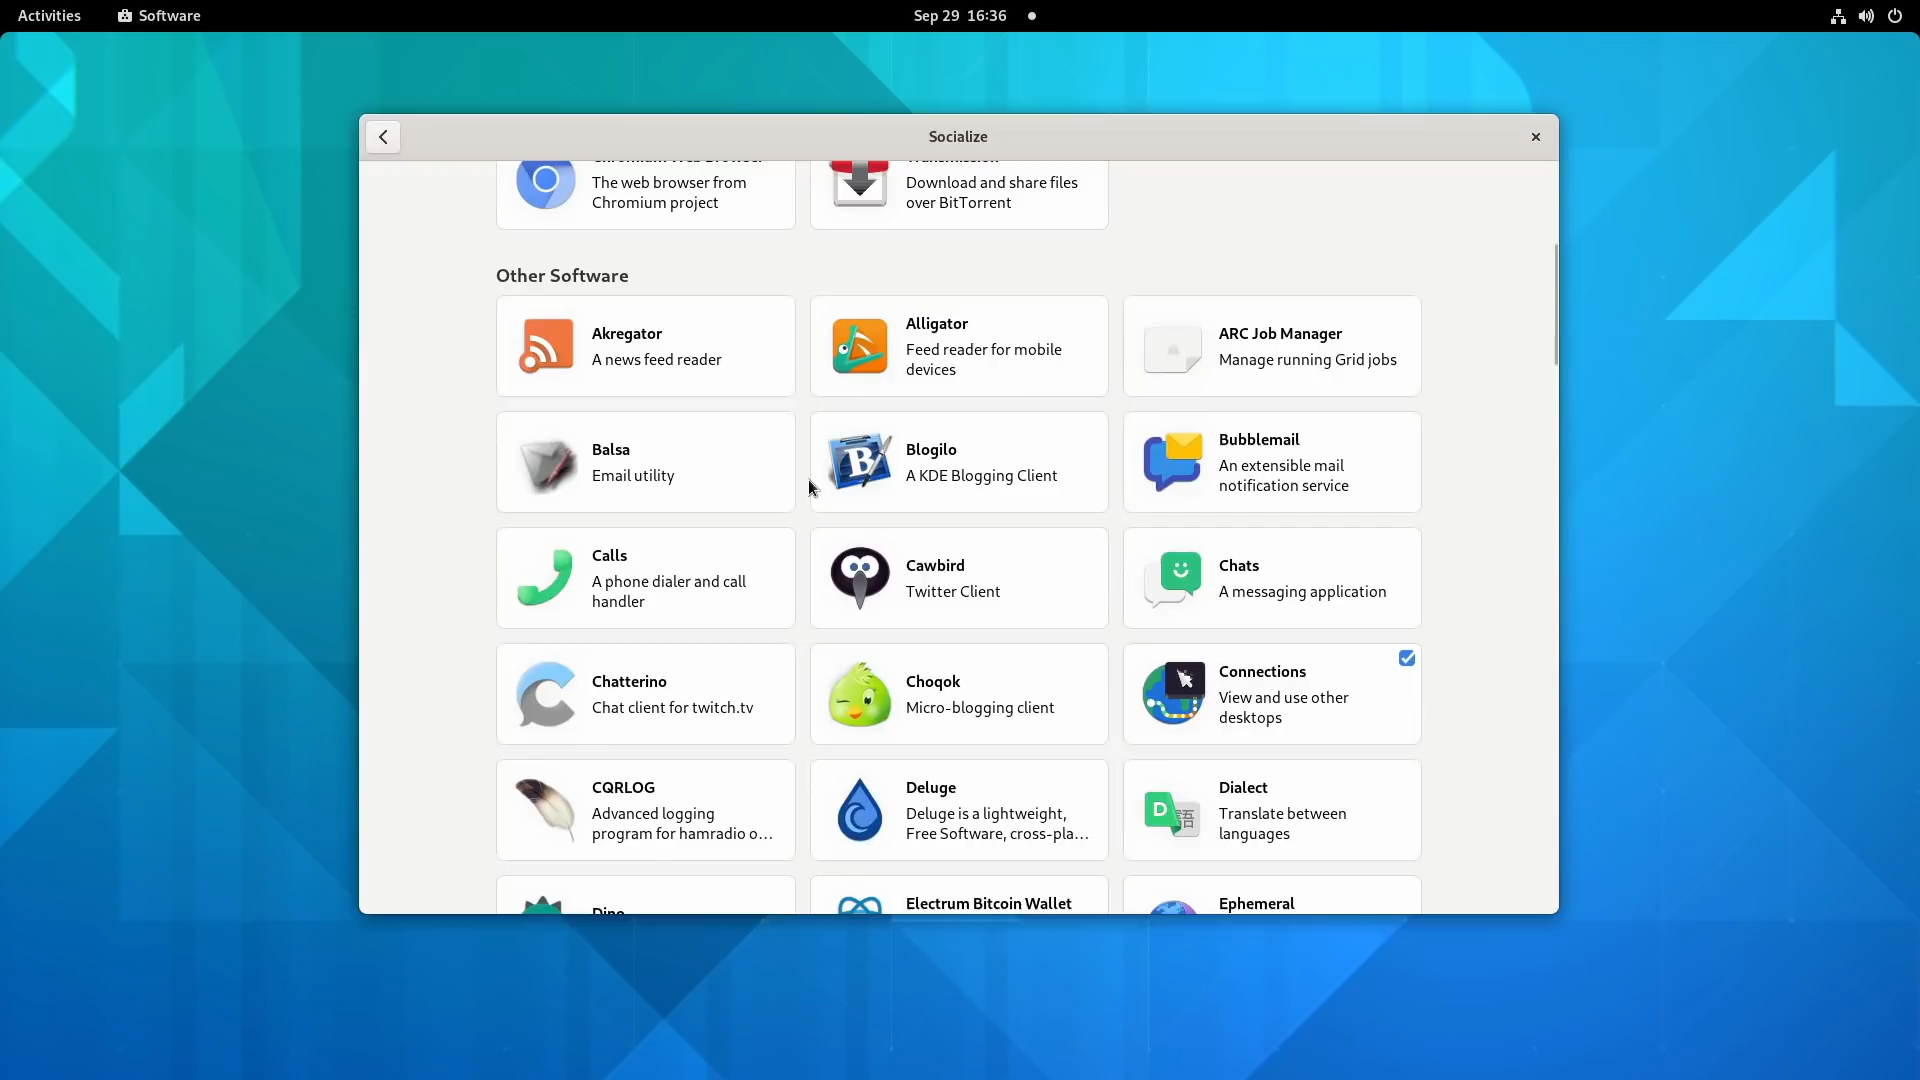 Activities
Software
Sep 29 16:36
Socialize
The web browser from
Chromium project
Download and share files
over BitTorrent
Other Software
Akregator
A news feed reader
Alligator
Feed reader for mobile
devices
ARC Job Manager
Manage running Grid jobs
Balsa
Email utility
Blogilo
A KDE Blogging Client
B
Bubblemail
An extensible mail
notification service
Calls
A phone dialer and call
handler
Cawbird
Twitter Client
Chats
A messaging application
Chatterino
Chat client for twitch.tv
Choqok
Micro-blogging client
Connections
View and use other
desktops
CQRLOG
Advanced logging
program for hamradio o…
Deluge
Deluge is a lightweight,
Free Software, cross-pla…
D
語
Dialect
Translate between
languages
Electrum Bitcoin Wallet
Ephemeral